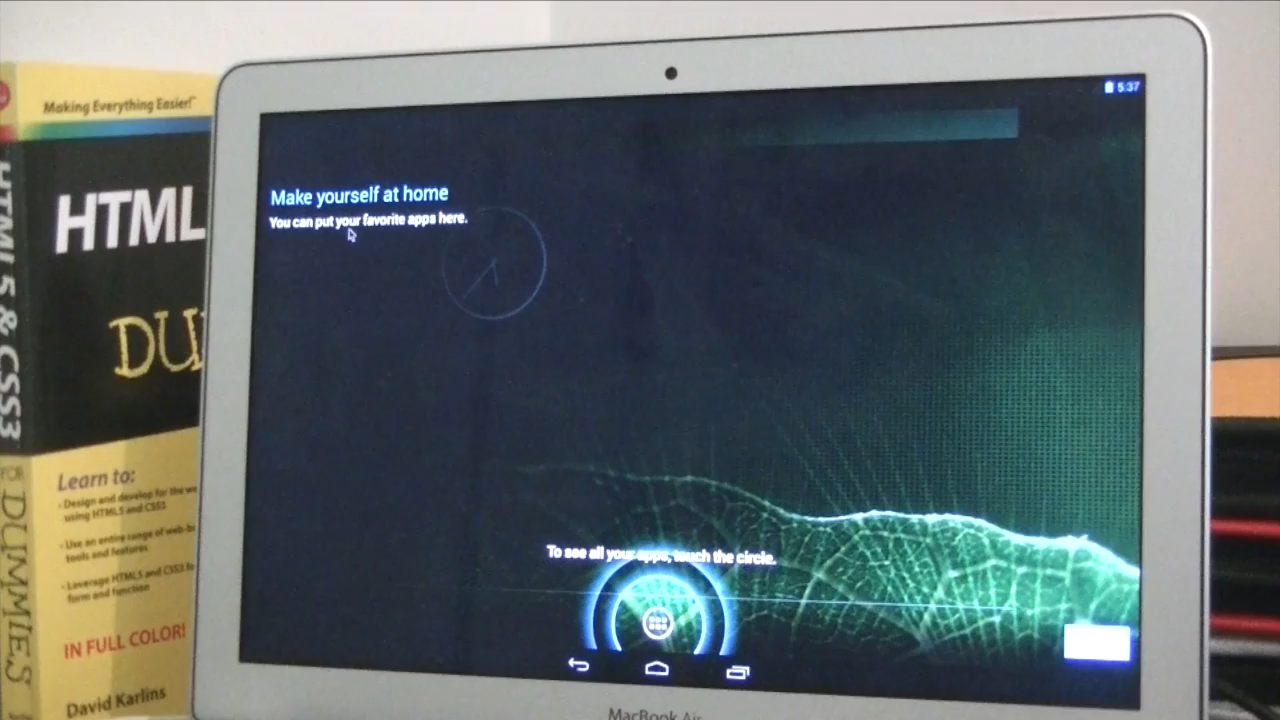 Making Everything Easier!™
HTML
DU
HTML5 & CSS3
FOR
DUMMIES
Learn to:
• Design and develop for the we
using HTML5 and CSS3
• Use an entire range of web-b
tools and features
• Leverage HTML5 and CSS3 fo
form and function
IN FULL COLOR!
David Karlins
5:37
Make yourself at home
You can put your favorite apps here.
To see all your apps, touch the circle.
MacBook Air